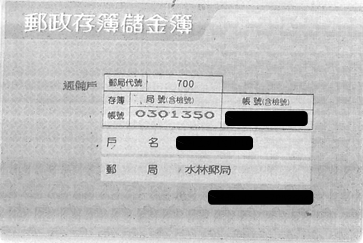 郵政存簿儲金簿
通儲戶
郵局代號 700
存簿帳號 局號(含檢號) 帳號(含檢號)
0301350
戶 名
郵 局 水林郵局